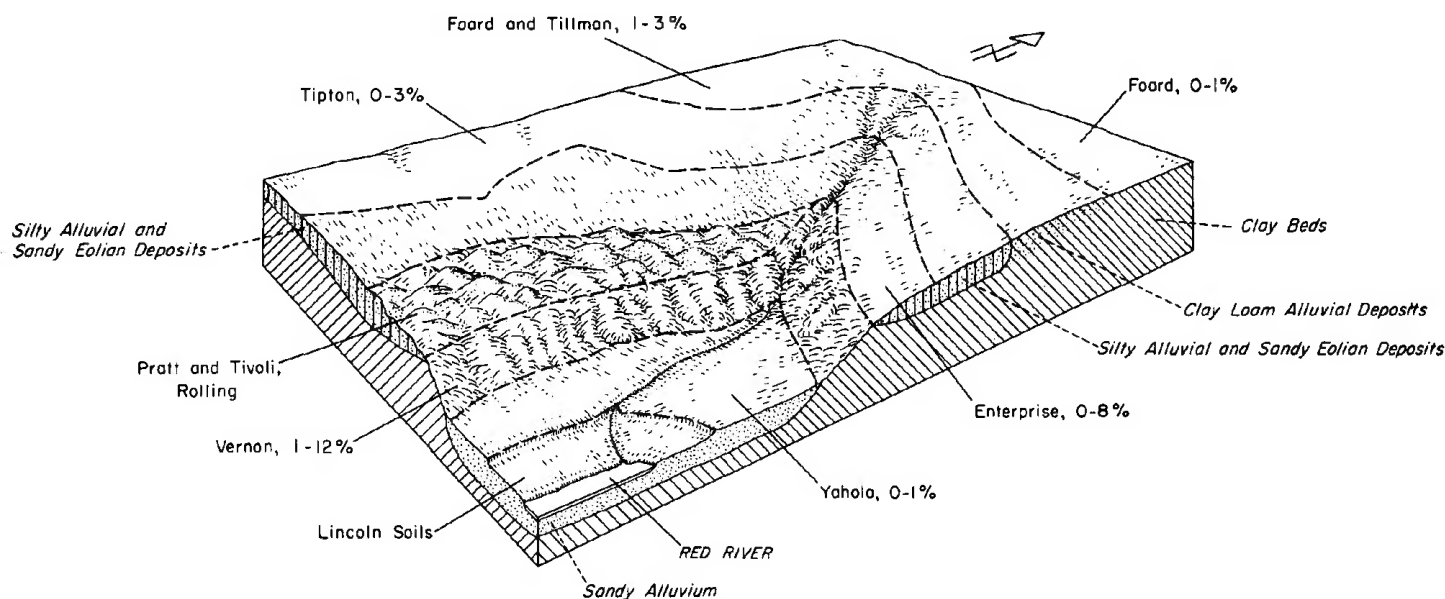 Foard and Tillman, 1-3%
Tipton, 0-3%
Foard, 0-1%
Silty Alluvial and
Sandy Eolian Deposits
Clay Beds
Clay Loam Alluvial Deposits
Silty Alluvial and Sandy Eolian Deposits
Pratt and Tivoli,
Rolling
Enterprise, 0-8%
Vernon, 1-12%
Yahola, 0-1%
Lincoln Soils
RED RIVER
Sandy Alluvium